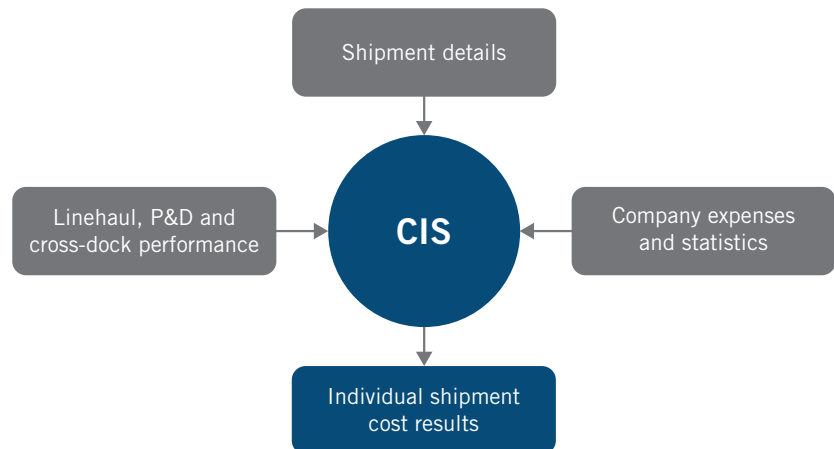 Shipment details
Linehaul, P&D and
cross-dock performance
CIS
Company expenses
and statistics
Individual shipment
cost results